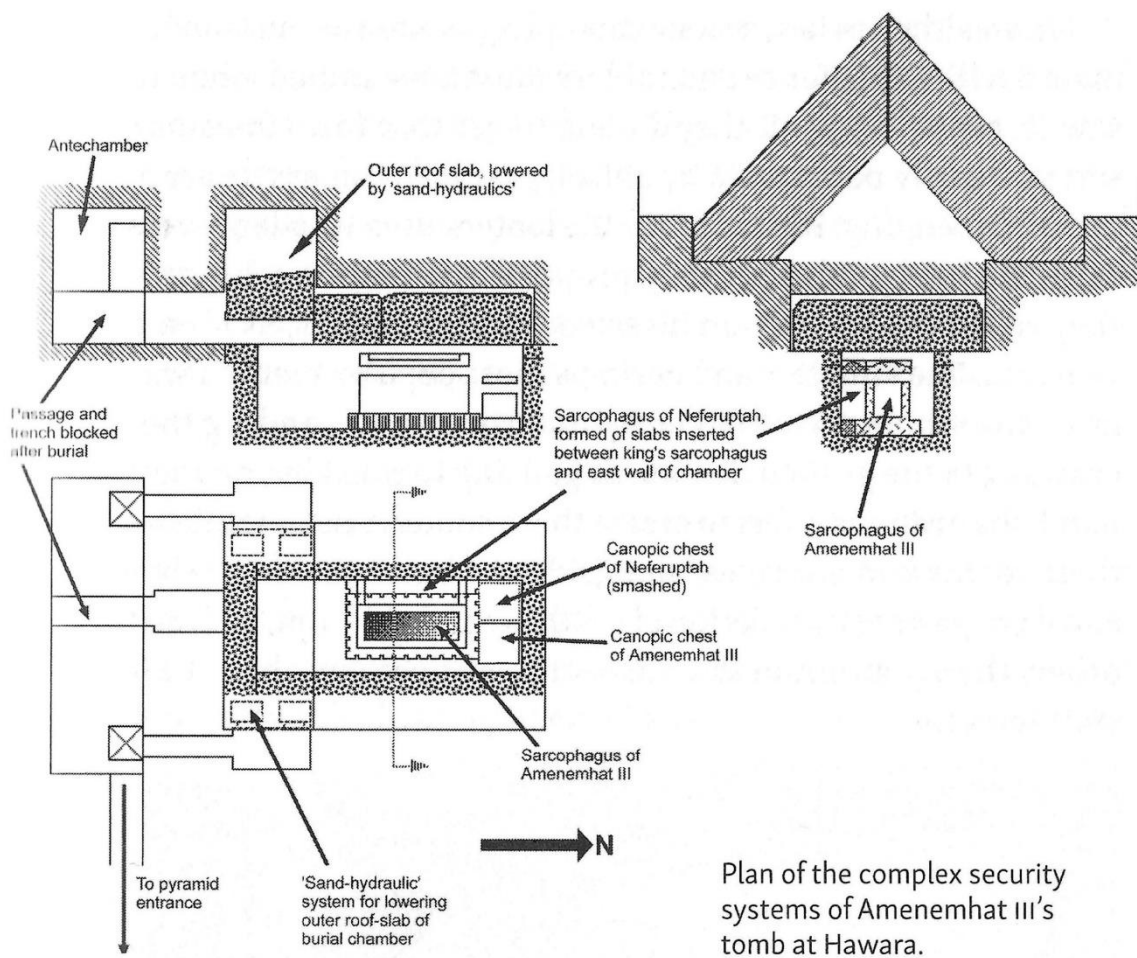 Antechamber
Outer roof slab, lowered
by 'sand-hydraulics'
Passage and
trench blocked
after burial
Sarcophagus of Neferuptah,
formed of slabs inserted
between king's sarcophagus
and east wall of chamber
Sarcophagus of
Amenemhat III
Canopic chest
of Neferuptah
(smashed)
Canopic chest
of Amenemhat III
Sarcophagus of
Amenemhat III
N
To pyramid
entrance
'Sand-hydraulic'
system for lowering
outer roof-slab of
burial chamber
Plan of the complex security
systems of Amenemhat III's
tomb at Hawara.